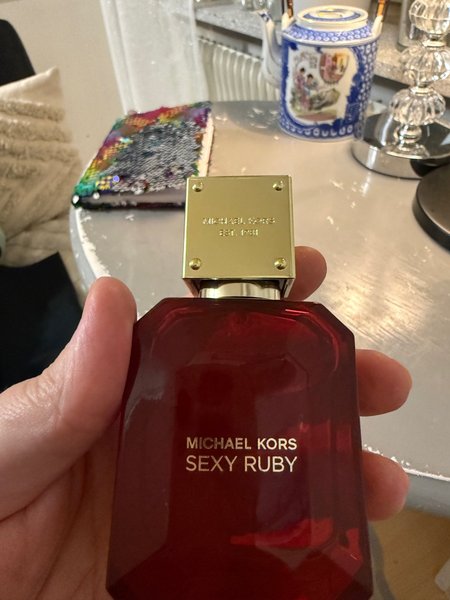 MICHAEL KORS
EST. 1981
MICHAEL KORS
SEXY RUBY